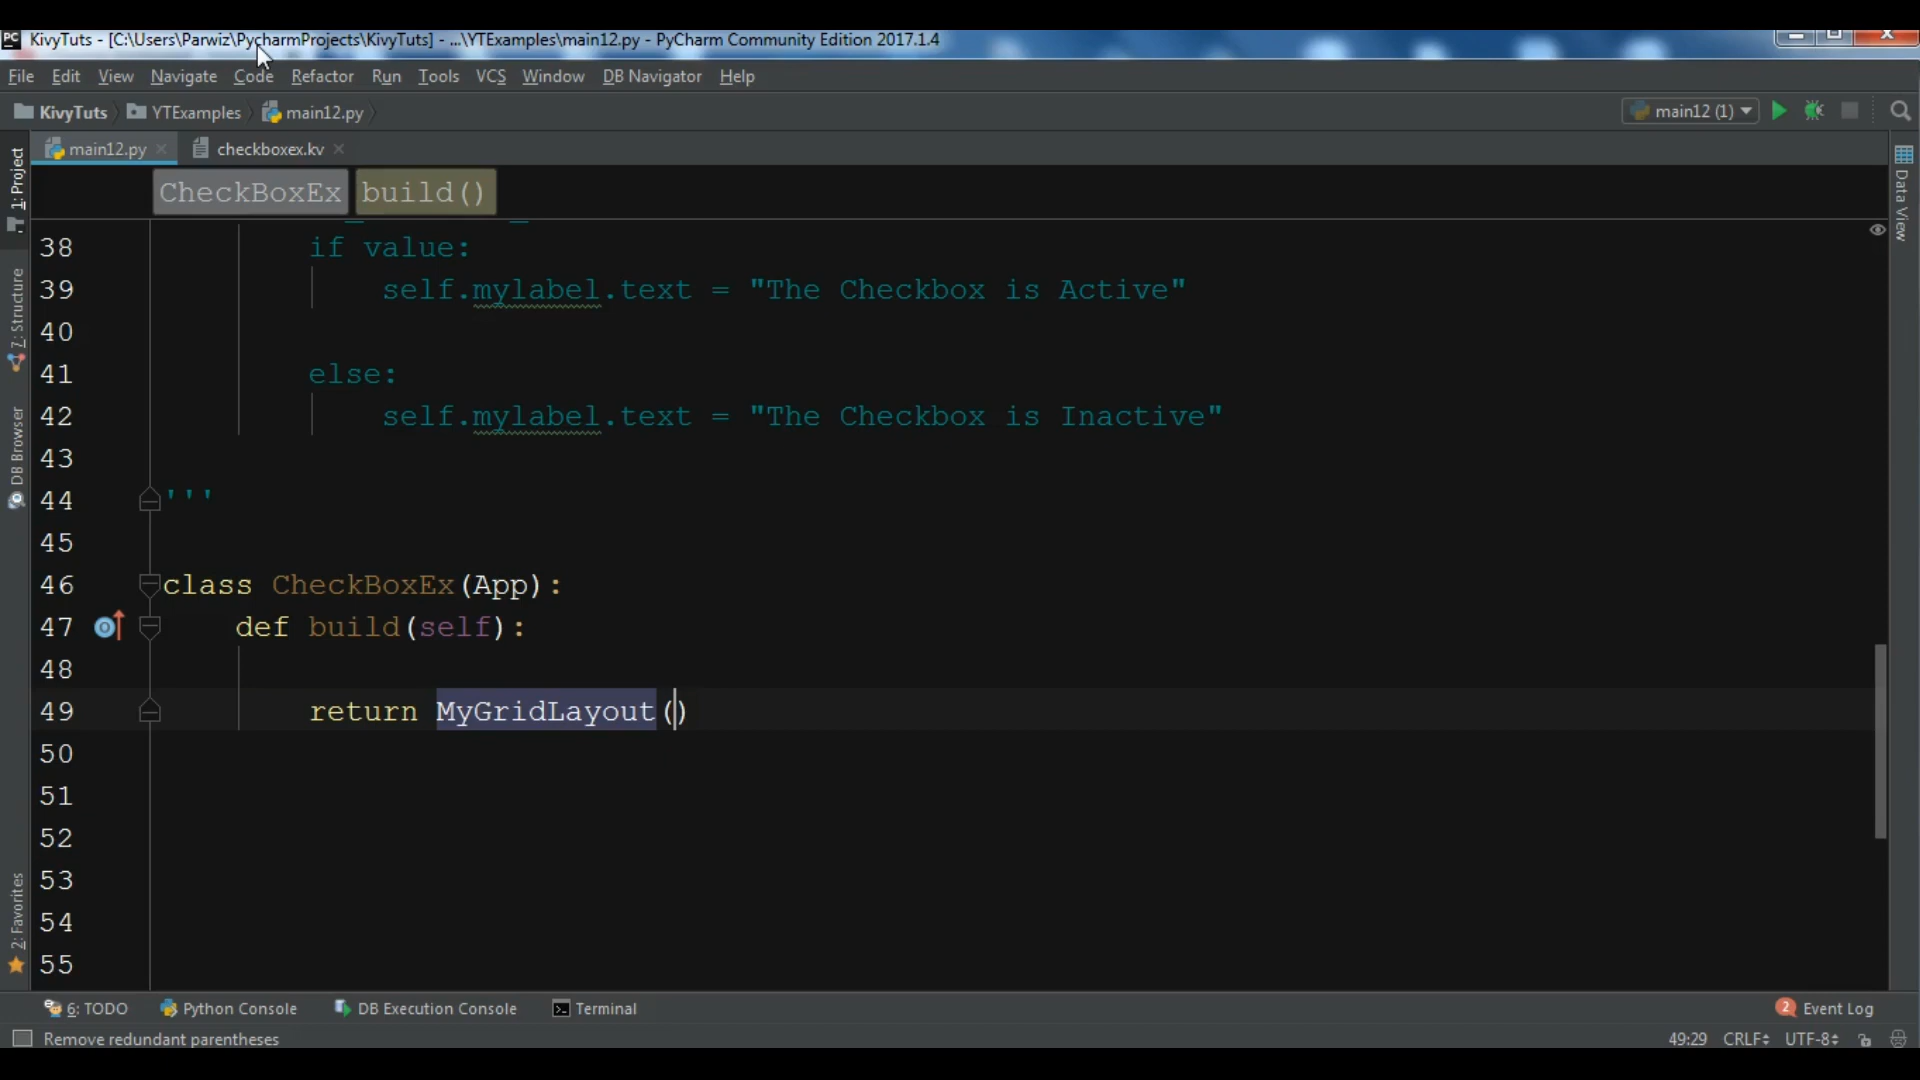 KivyTuts - [C:\Users\Parwiz\PycharmProjects\KivyTuts] - ...\YTExamples\main12.py - PyCharm Community Edition 2017.1.4
File Edit View Navigate Code Refactor Run Tools VCS Window DB Navigator Help
KivyTuts YTExamples main12.py main12 (1)
main12.py checkboxex.kv
CheckBoxEx build()
1: Project
7: Structure
DB Browser
2: Favorites
Data View
38 if value:
39 self.mylabel.text = "The Checkbox is Active"
40
41 else:
42 self.mylabel.text = "The Checkbox is Inactive"
43
44 '''
45
46 class CheckBoxEx(App):
47 def build(self):
48
49 return MyGridLayout()
50
51
52
53
54
55
6: TODO Python Console DB Execution Console Terminal 2 Event Log
Remove redundant parentheses 49:29 CRLF UTF-8